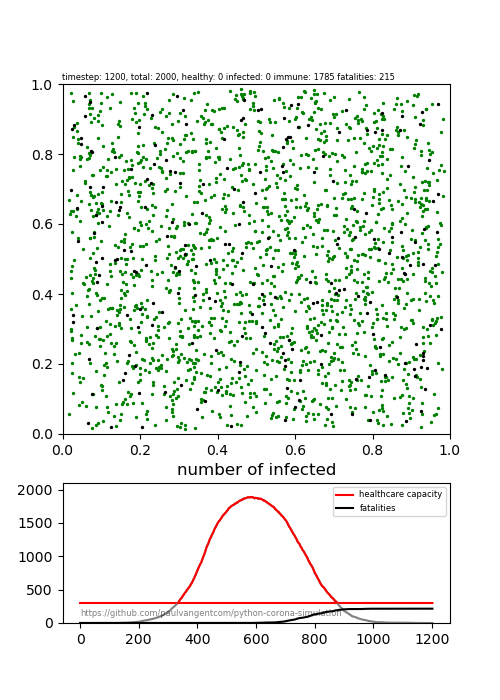 timestep: 1200, total: 2000, healthy: 0 infected: 0 immune: 1785 fatalities: 215
1.0
0.8
0.6
0.4
0.2
0.0
0.0 0.2 0.4 0.6 0.8 1.0
number of infected
2000
1500
1000
500
0
healthcare capacity
fatalities
https://github.com/paulvangentcom/python-corona-simulation
0 200 400 600 800 1000 1200